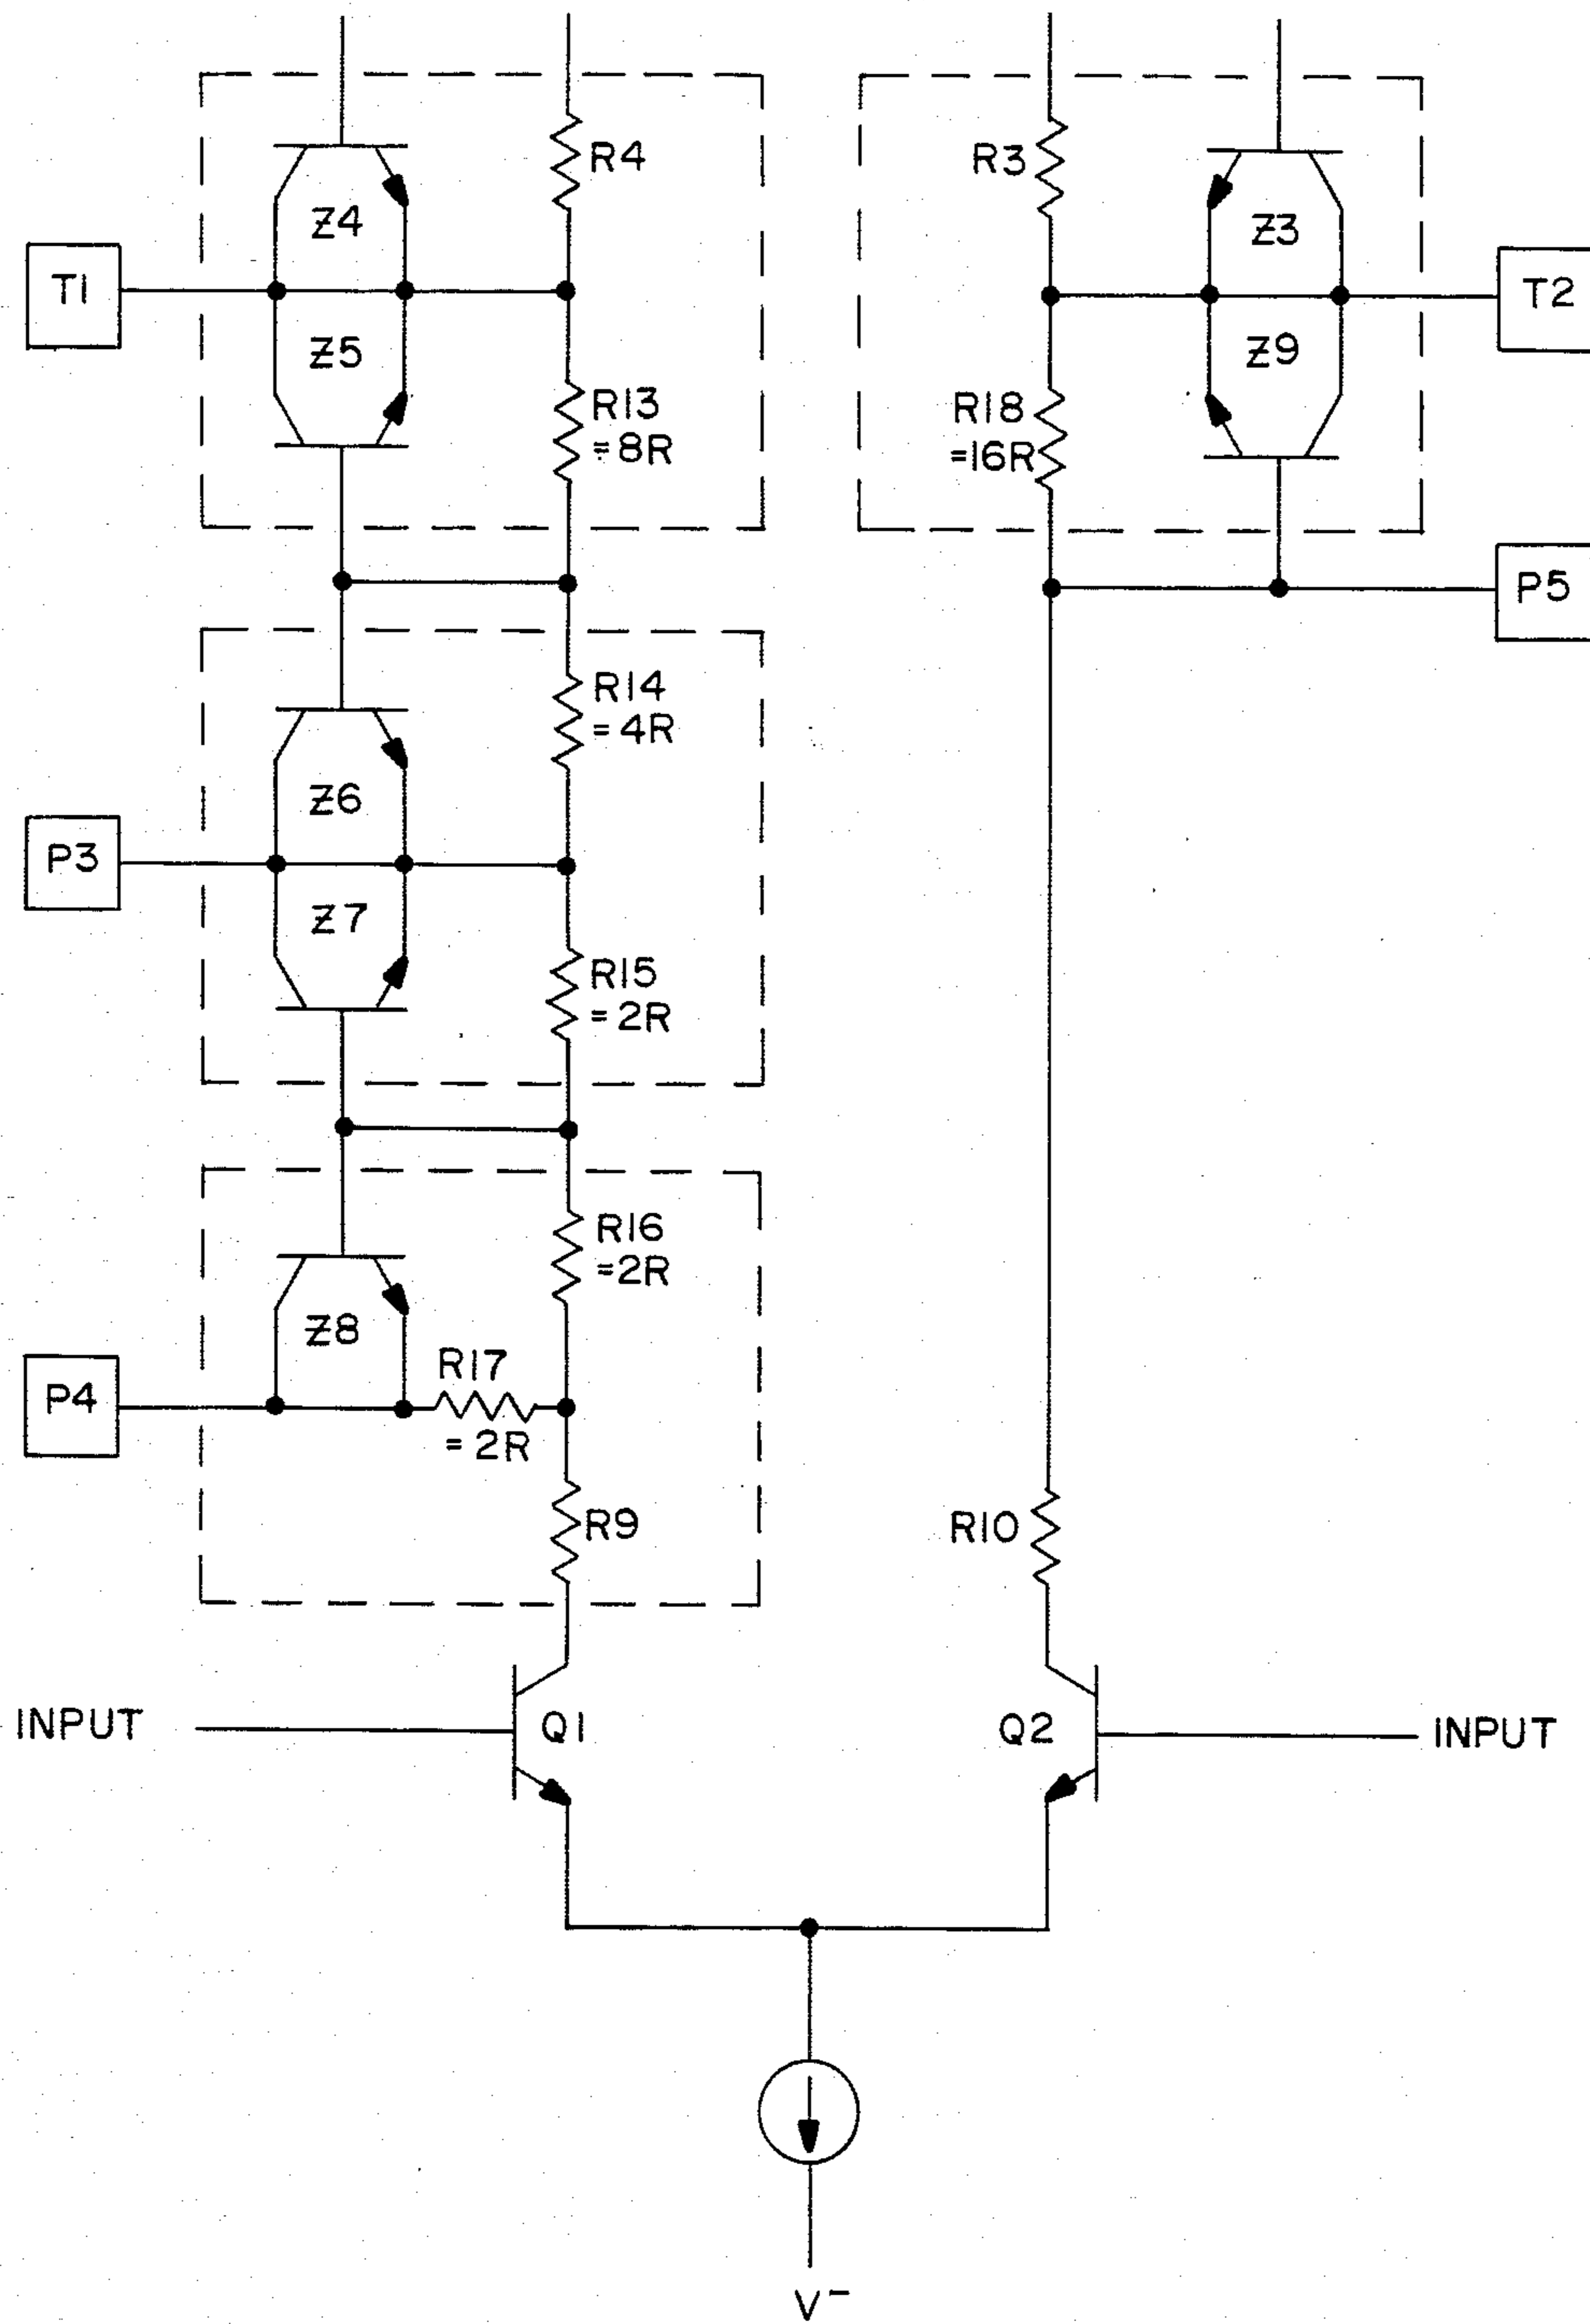 R4
R3
Z4
Z3
T1
T2
Z5
Z9
R13
= 8R
R18
=16R
P5
R14
= 4R
Z6
P3
Z7
R15
= 2R
R16
=2R
Z8
R17
= 2R
P4
R9
R10
INPUT
Q1
Q2
INPUT
V⁻